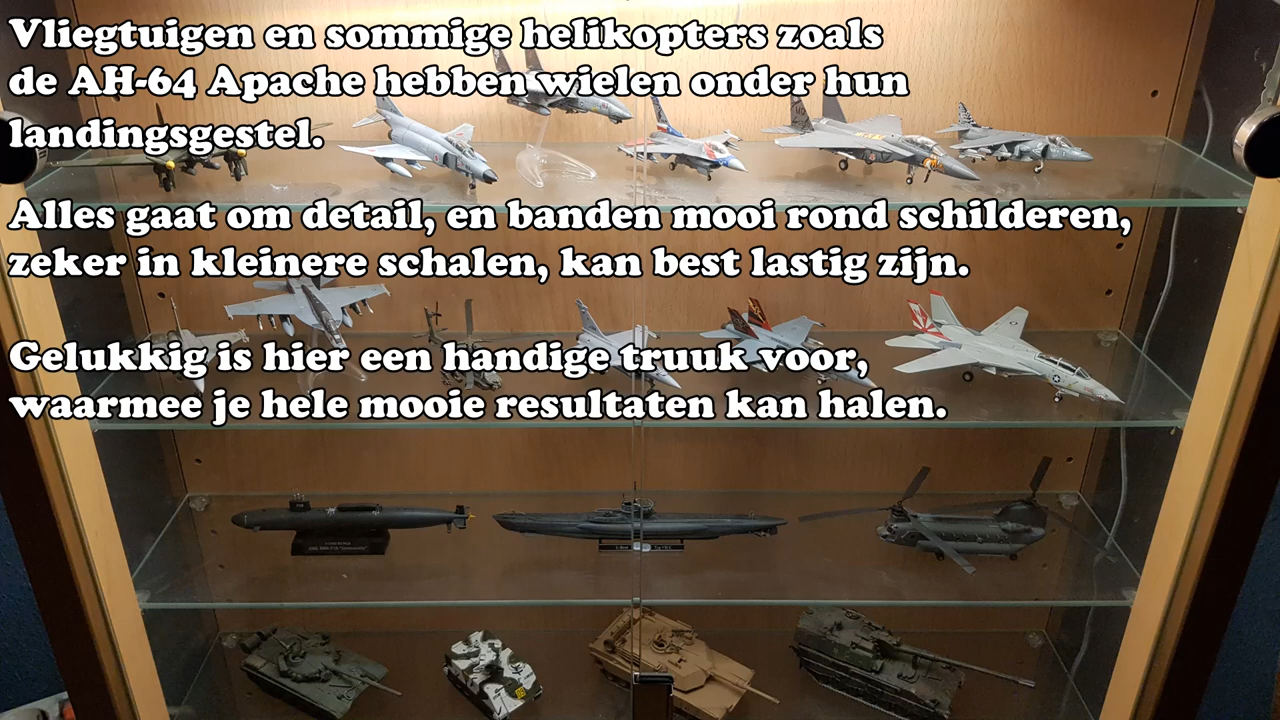 Vliegtuigen en sommige helikopters zoals
de AH-64 Apache hebben wielen onder hun
landingsgestel.
Alles gaat om detail, en banden mooi rond schilderen,
zeker in kleinere schalen, kan best lastig zijn.
Gelukkig is hier een handige truuk voor,
waarmee je hele mooie resultaten kan halen.